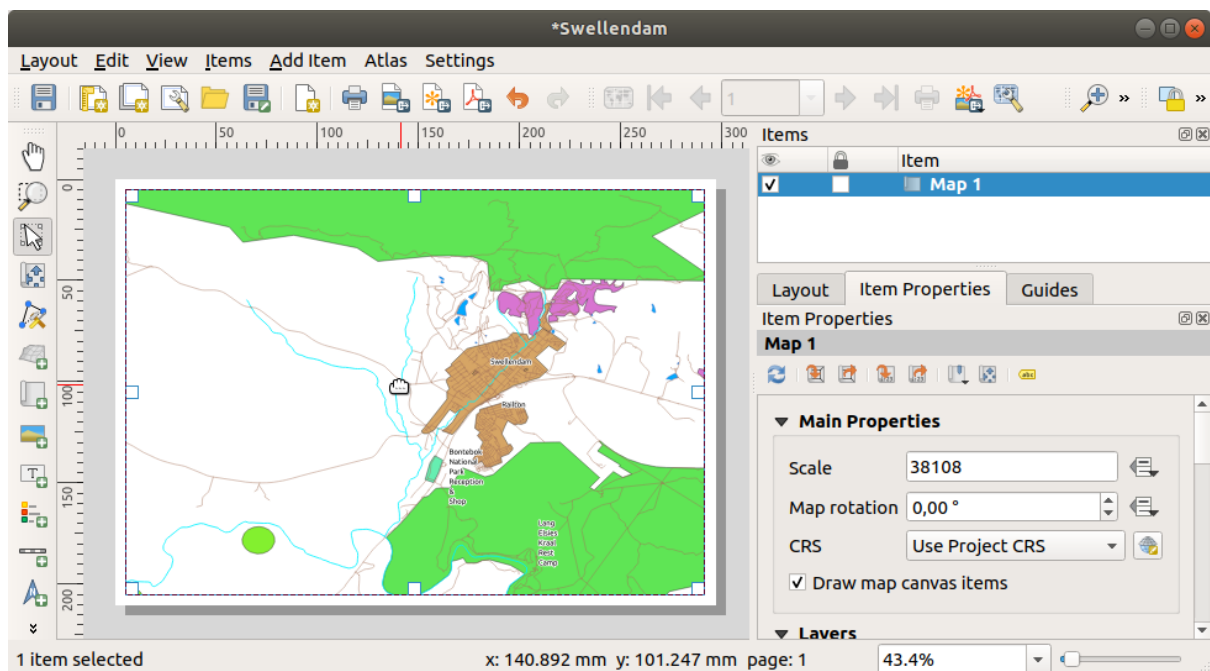 *Swellendam
Layout Edit View Items Add Item Atlas Settings
1
0 50 100 150 200 250 300
0
50
100
150
200
Swellendam
Railton
Bontebok
National
Park
Reception
&
Shop
Lang
Elsies
Kraal
Rest
Camp
Items
Item
Map 1
Layout Item Properties Guides
Item Properties
Map 1
abc
Main Properties
Scale 38108
Map rotation 0,00 °
CRS Use Project CRS
Draw map canvas items
Layers
1 item selected x: 140.892 mm y: 101.247 mm page: 1 43.4%